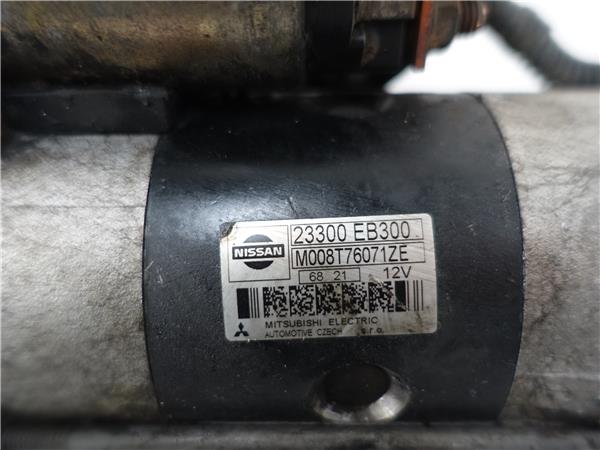 NISSAN
23300 EB300
M008T76071ZE
68 21 12V
MITSUBISHI ELECTRIC
AUTOMOTIVE CZECH s.r.o.